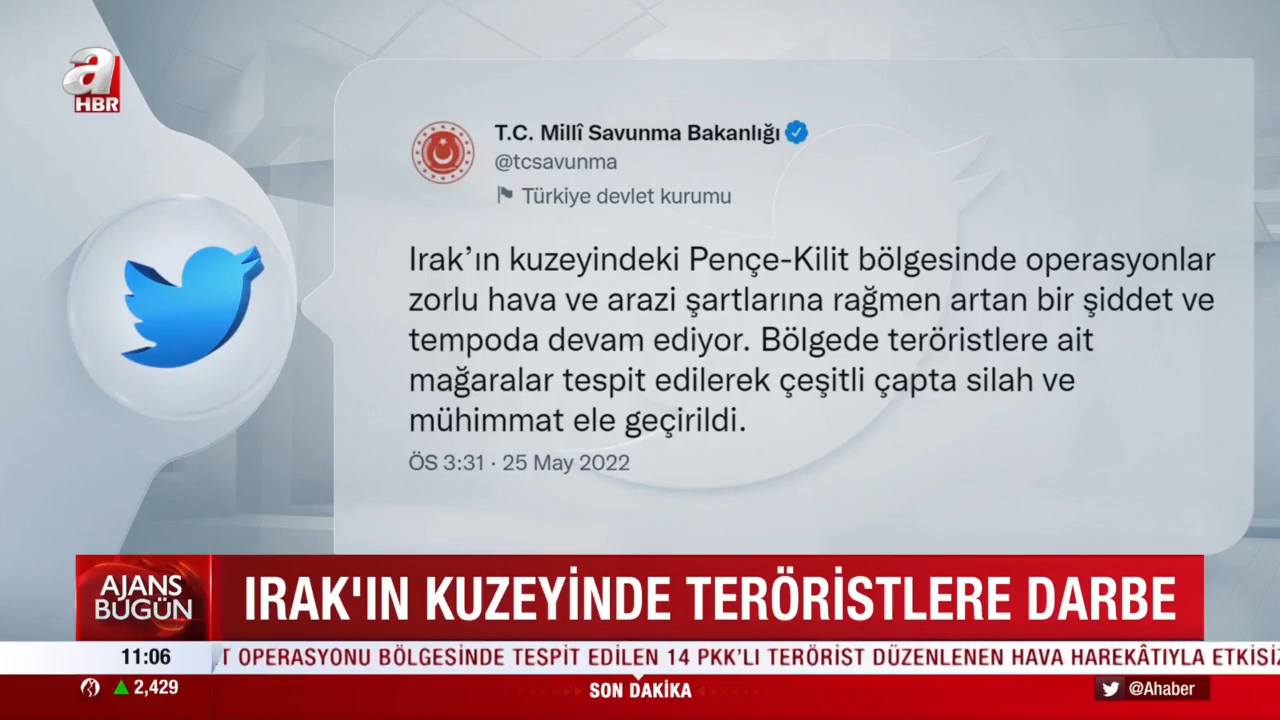 a
HBR
T.C. Millî Savunma Bakanlığı
@tcsavunma
Türkiye devlet kurumu
Irak’ın kuzeyindeki Pençe-Kilit bölgesinde operasyonlar
zorlu hava ve arazi şartlarına rağmen artan bir şiddet ve
tempoda devam ediyor. Bölgede teröristlere ait
mağaralar tespit edilerek çeşitli çapta silah ve
mühimmat ele geçirildi.
ÖS 3:31 · 25 May 2022
AJANS
BUGÜN
IRAK'IN KUZEYİNDE TERÖRİSTLERE DARBE
11:06
T OPERASYONU BÖLGESİNDE TESPİT EDİLEN 14 PKK’LI TERÖRİST DÜZENLENEN HAVA HAREKÂTIYLA ETKİSİZ
2,429
SON DAKİKA
@Ahaber